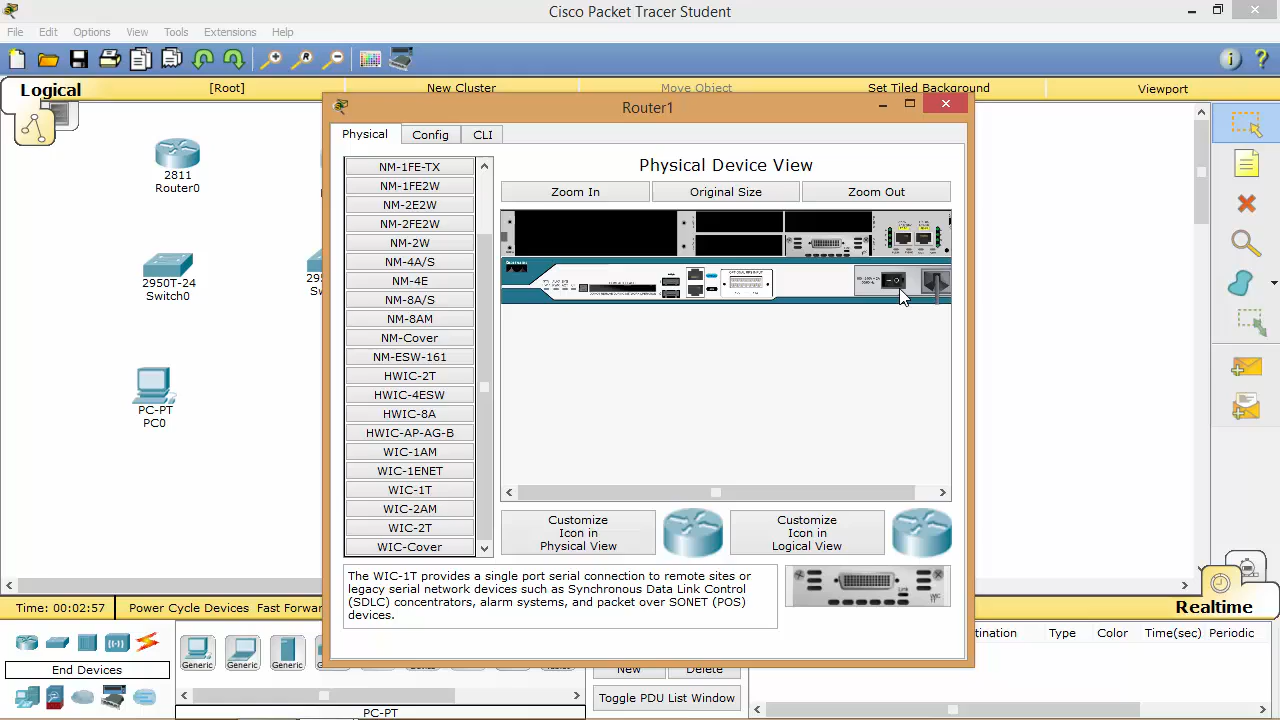 Cisco Packet Tracer Student
File Edit Options View Tools Extensions Help
Logical [Root] New Cluster Move Object Set Tiled Background Viewport
Router1
Physical Config CLI
2811
Router0
2950T-24
Switch0
PC-PT
PC0
NM-1FE-TX
NM-1FE2W
NM-2E2W
NM-2FE2W
NM-2W
NM-4A/S
NM-4E
NM-8A/S
NM-8AM
NM-Cover
NM-ESW-161
HWIC-2T
HWIC-4ESW
HWIC-8A
HWIC-AP-AG-B
WIC-1AM
WIC-1ENET
WIC-1T
WIC-2AM
WIC-2T
WIC-Cover
Physical Device View
Zoom In Original Size Zoom Out
Customize
Icon in
Physical View
Customize
Icon in
Logical View
The WIC-1T provides a single port serial connection to remote sites or
legacy serial network devices such as Synchronous Data Link Control
(SDLC) concentrators, alarm systems, and packet over SONET (POS)
devices.
Time: 00:02:57 Power Cycle Devices Fast Forward
Realtime
End Devices
Generic Generic Generic
PC-PT
New Delete
Toggle PDU List Window
Type Color Time(sec) Periodic